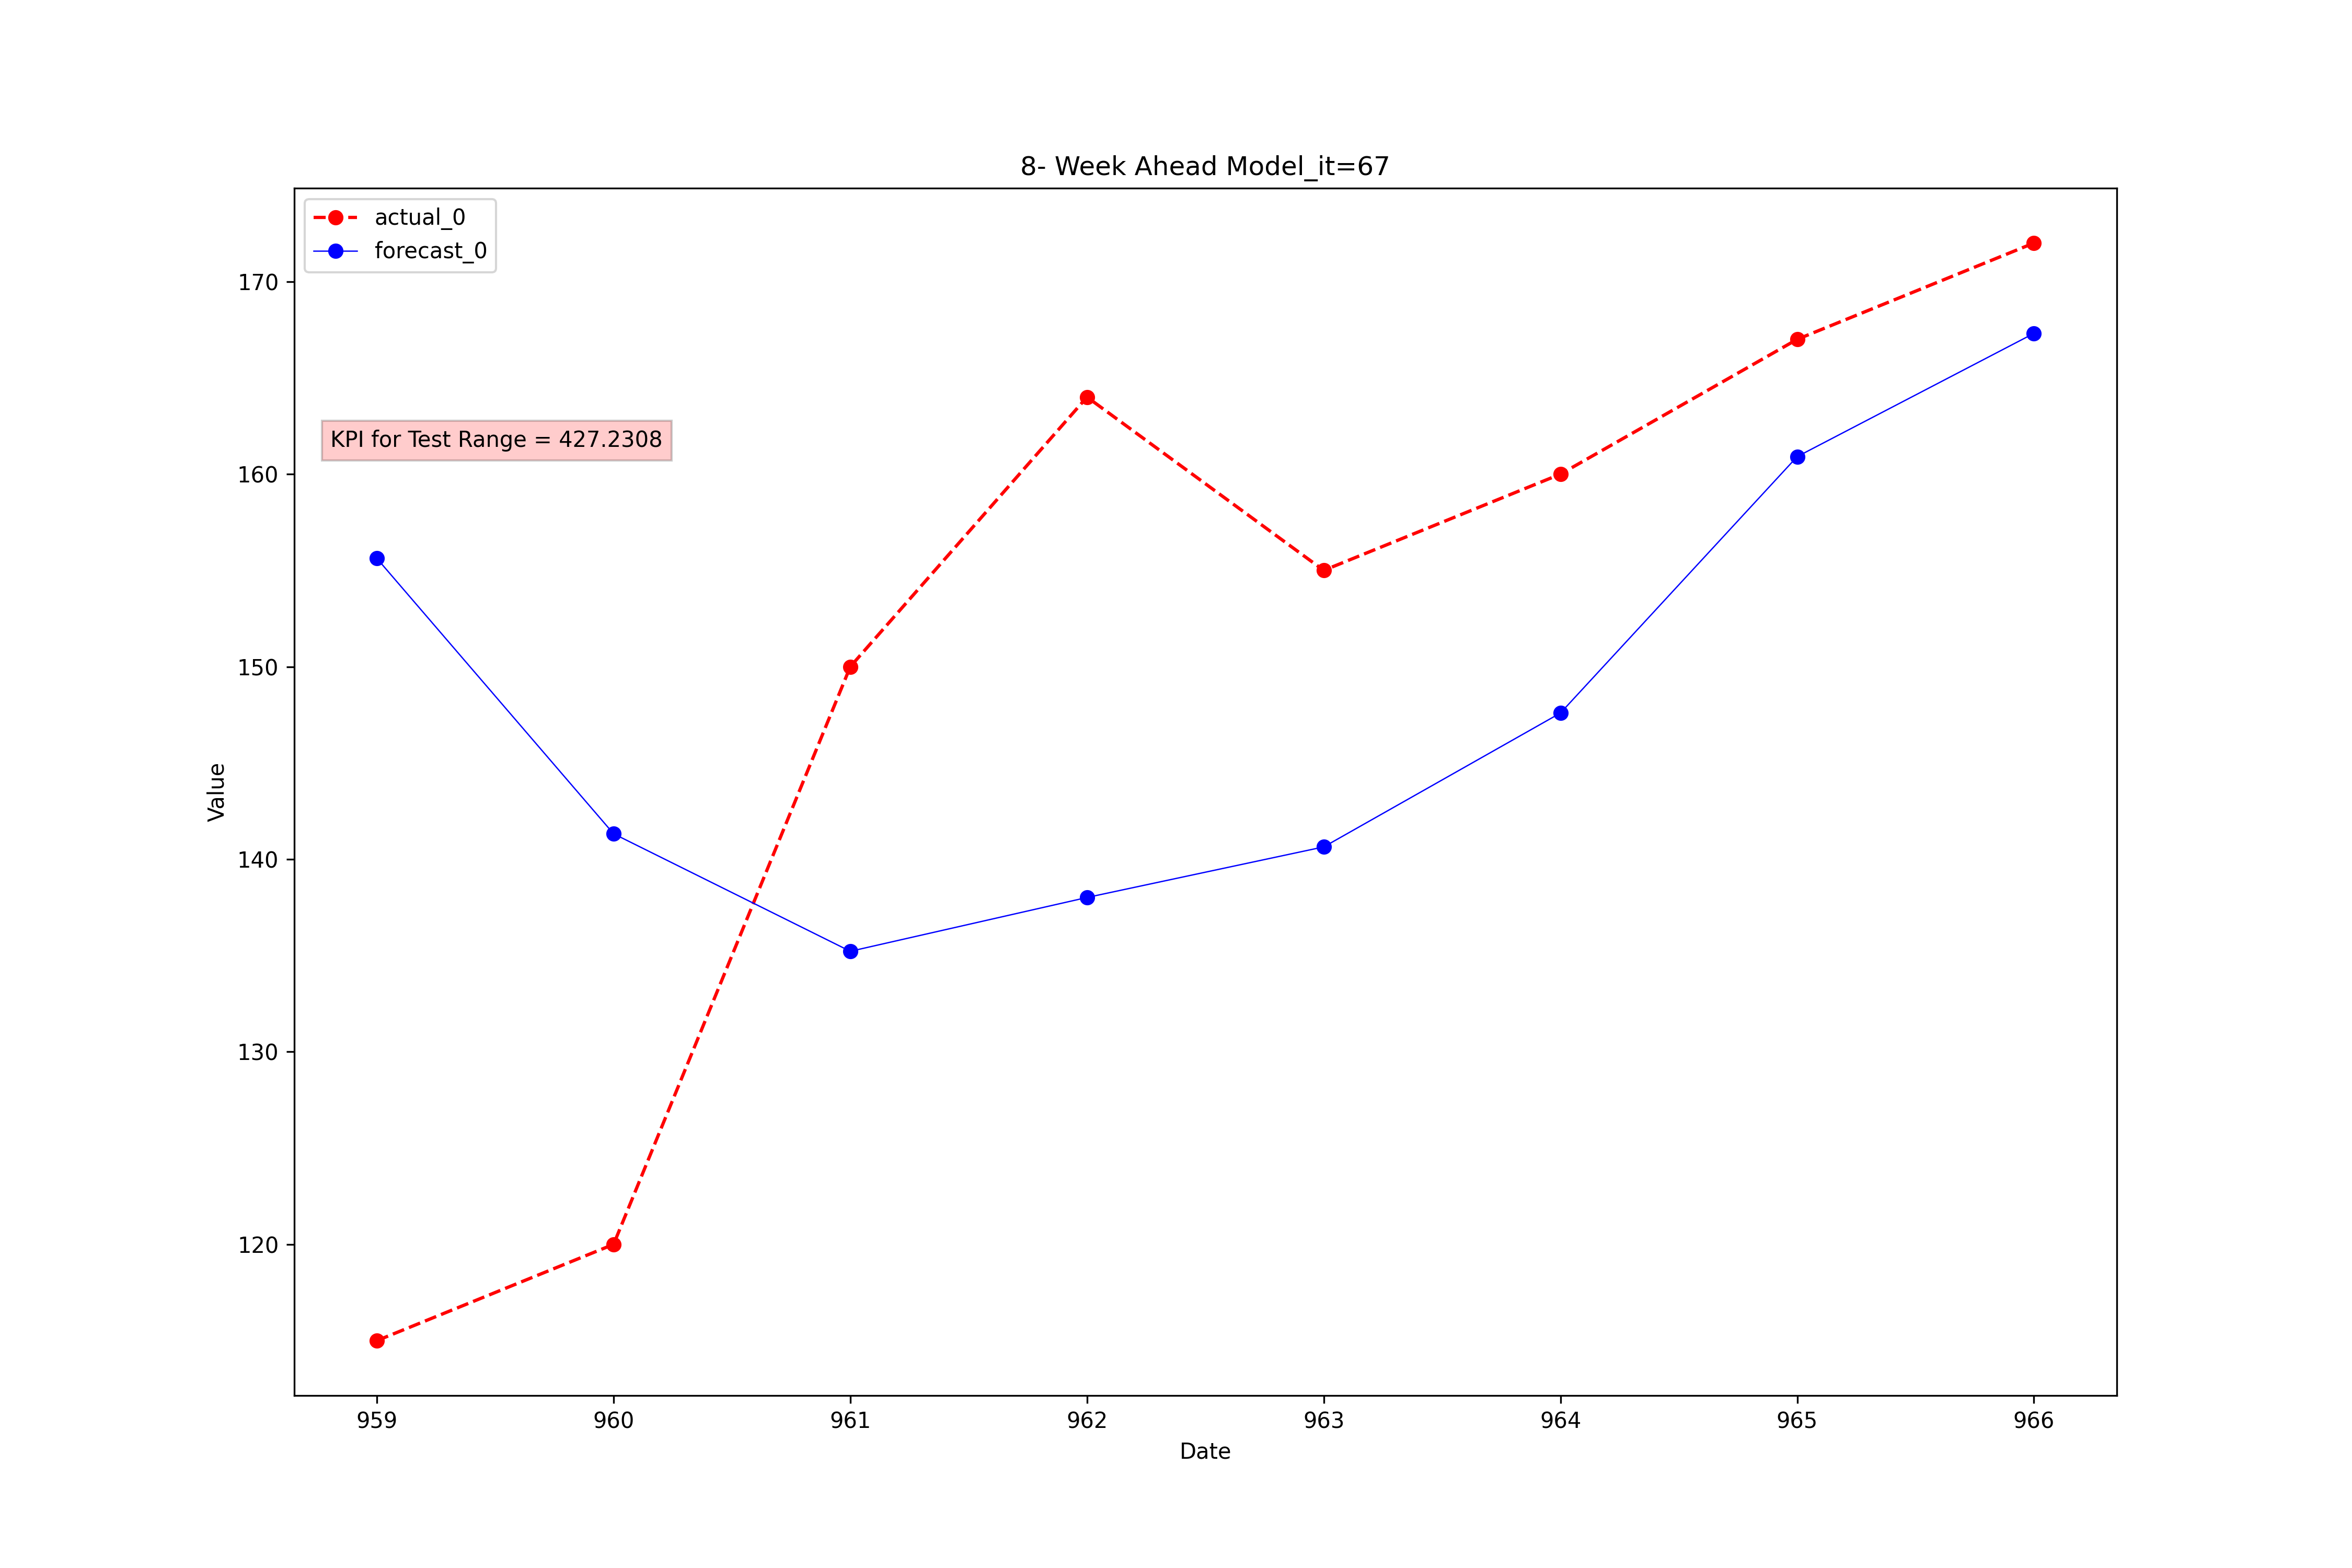 8- Week Ahead Model_it=67
actual_0
forecast_0
KPI for Test Range = 427.2308
170
160
150
140
130
120
Value
959 960 961 962 963 964 965 966
Date